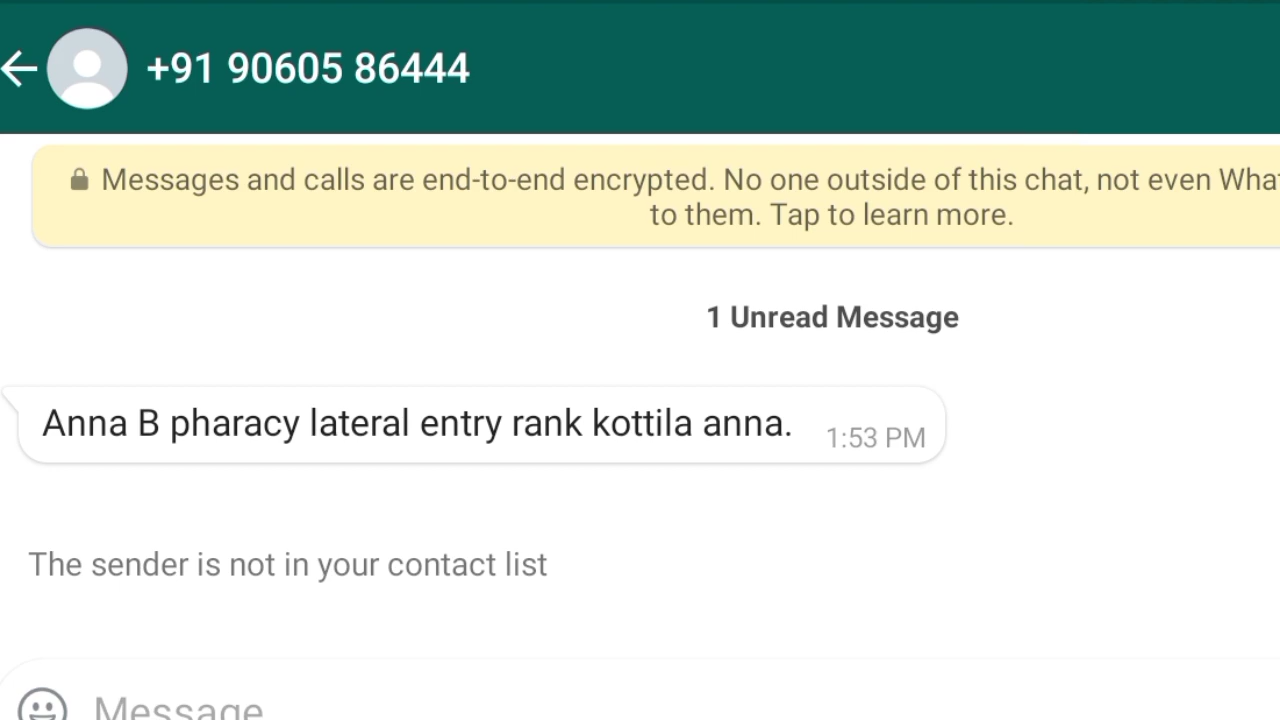 +91 90605 86444
Messages and calls are end-to-end encrypted. No one outside of this chat, not even
to them. Tap to learn more.
1 Unread Message
Anna B pharacy lateral entry rank kottila anna.
1:53 PM
The sender is not in your contact list
Message